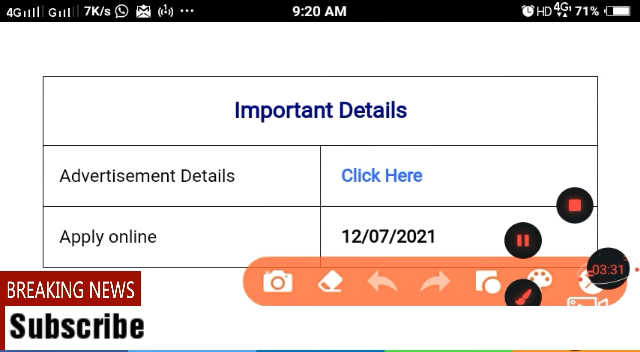 4G G 7K/s 9:20 AM HD 4G 71%
Important Details
Advertisement Details Click Here
Apply online 12/07/2021
03:31
BREAKING NEWS
Subscribe